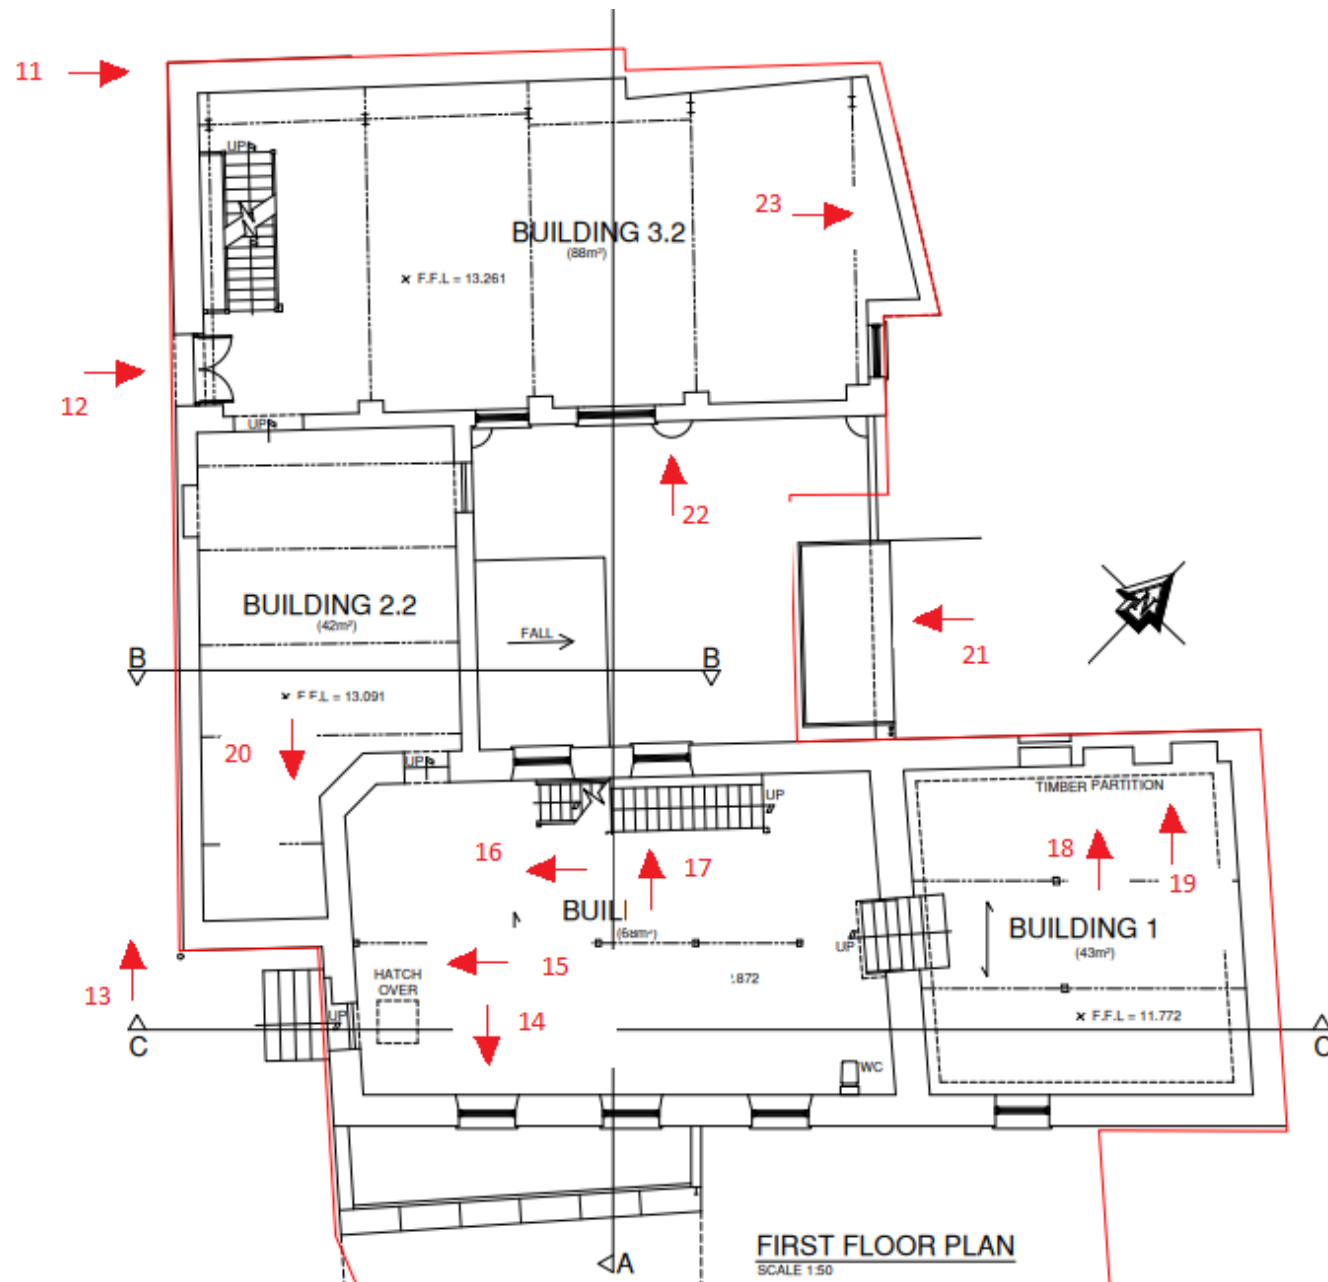 11
UP
23
BUILDING 3.2
(88m²)
F.F.L = 13.261
12
UP
22
BUILDING 2.2
(42m²)
FALL
21
B
B
F.F.L = 13.091
20
UP
TIMBER PARTITION
UP
16
17
18
19
BUIL
(68m²)
BUILDING 1
(43m²)
UP
15
HATCH
OVER
.872
13
14
UP
F.F.L = 11.772
C
C
WC
A
FIRST FLOOR PLAN
SCALE 1:50